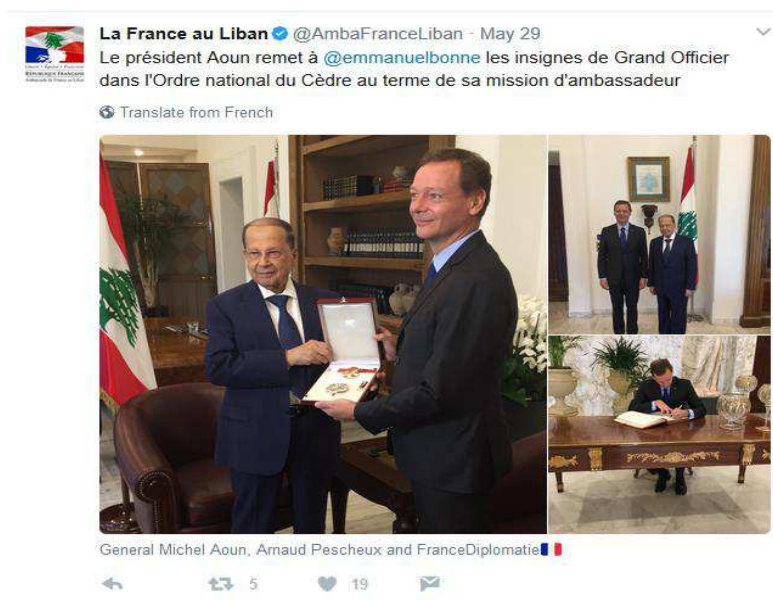 La France au Liban @AmbaFranceLiban · May 29
Le président Aoun remet à @emmanuelbonne les insignes de Grand Officier
dans l'Ordre national du Cèdre au terme de sa mission d'ambassadeur
Translate from French
General Michel Aoun, Arnaud Pescheux and FranceDiplomatie🇫🇷
5
19